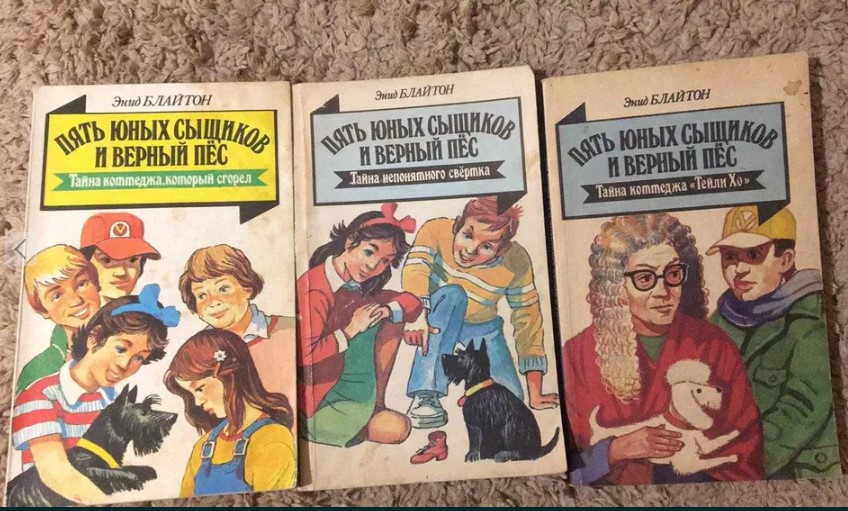 Энид БЛАЙТОН
ПЯТЬ ЮНЫХ СЫЩИКОВ
И ВЕРНЫЙ ПЁС
Тайна коттеджа, который сгорел
Энид БЛАЙТОН
ПЯТЬ ЮНЫХ СЫЩИКОВ
И ВЕРНЫЙ ПЁС
Тайна непонятного свёртка
Энид БЛАЙТОН
ПЯТЬ ЮНЫХ СЫЩИКОВ
И ВЕРНЫЙ ПЁС
Тайна коттеджа «Тейли Хо»